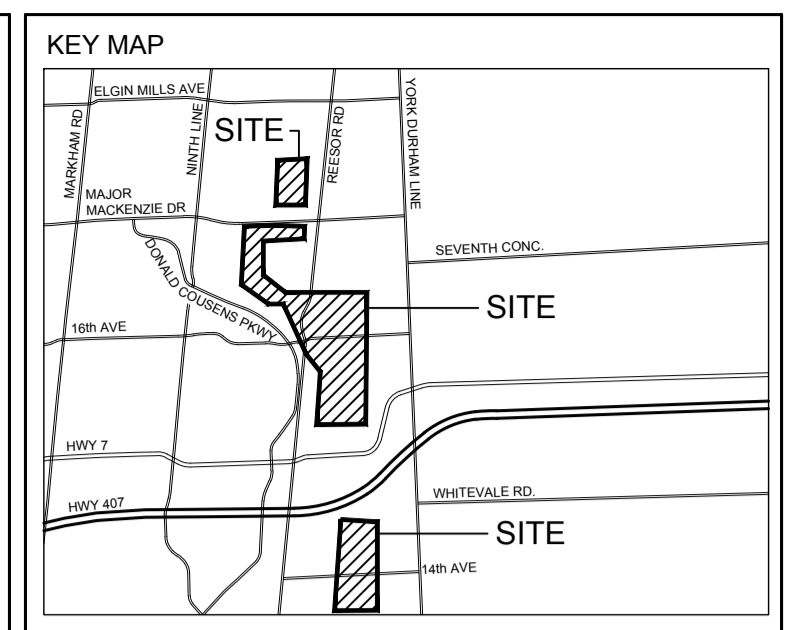 KEY MAP
ELGIN MILLS AVE
MARKHAM RD
NINTH LINE
SITE
REESOR RD
YORK DURHAM LINE
MAJOR
MACKENZIE DR
SEVENTH CONC.
DONALD COUSENS PKWY
SITE
16th AVE
HWY 7
WHITEVALE RD.
HWY 407
SITE
14th AVE